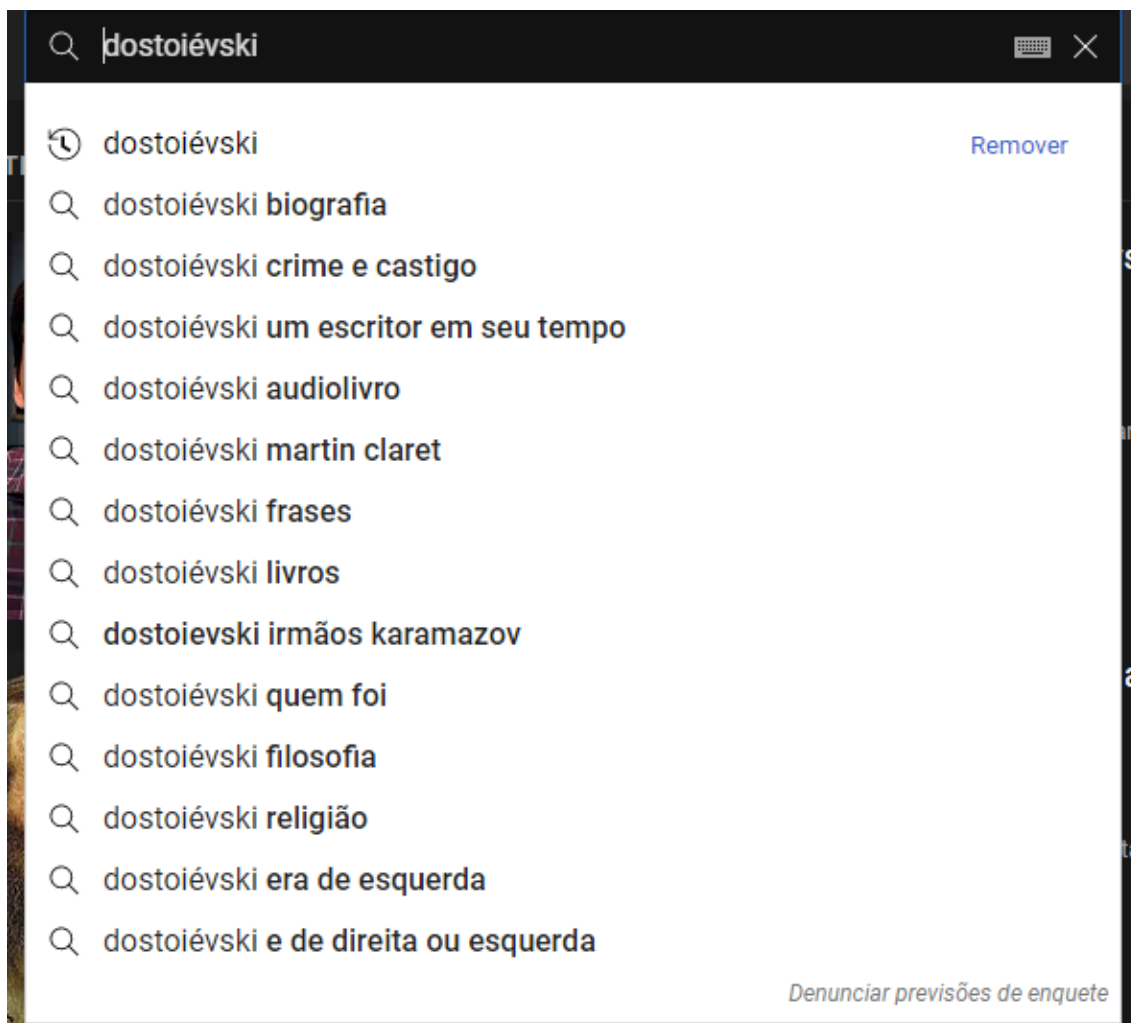 dostoiévski
dostoiévski Remover
dostoiévski biografia
dostoiévski crime e castigo
dostoiévski um escritor em seu tempo
dostoiévski audiolivro
dostoiévski martin claret
dostoiévski frases
dostoiévski livros
dostoievski irmãos karamazov
dostoiévski quem foi
dostoiévski filosofia
dostoiévski religião
dostoiévski era de esquerda
dostoiévski e de direita ou esquerda
Denunciar previsões de enquete